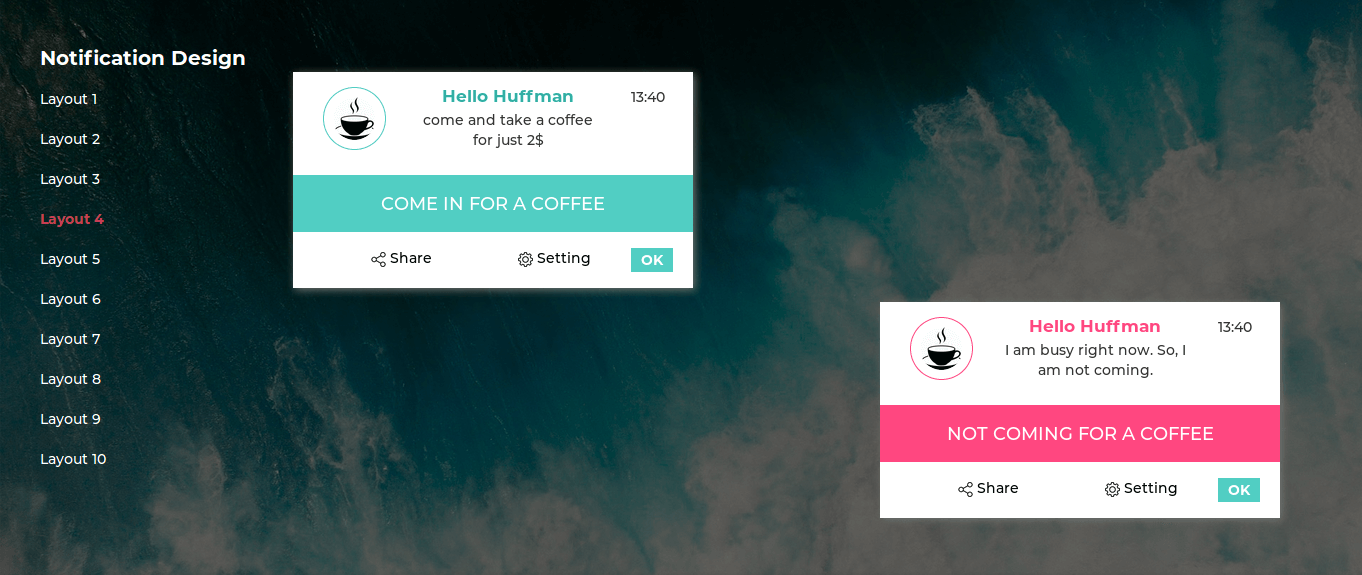 Notification Design
Layout 1
Layout 2
Layout 3
Layout 4
Layout 5
Layout 6
Layout 7
Layout 8
Layout 9
Layout 10
Hello Huffman
13:40
come and take a coffee
for just 2$
COME IN FOR A COFFEE
Share
Setting
OK
Hello Huffman
13:40
I am busy right now. So, I
am not coming.
NOT COMING FOR A COFFEE
Share
Setting
OK